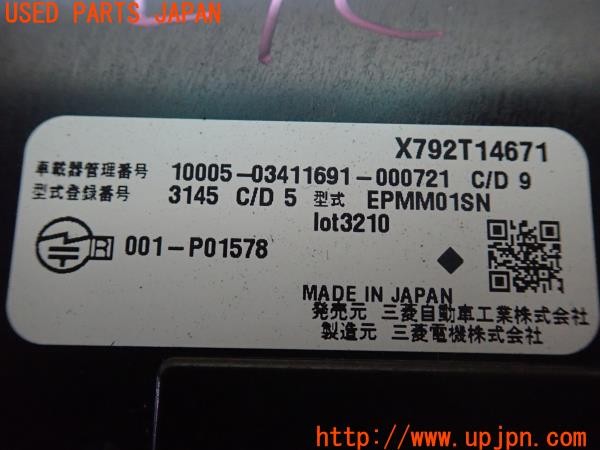 USED PARTS JAPAN
X792T14671
車載器管理番号 10005-03411691-000721 C/D 9
型式登録番号 3145 C/D 5 型式 EPMM01SN
lot3210
R 001-P01578
MADE IN JAPAN
発売元 三菱自動車工業株式会社
製造元 三菱電機株式会社
http://www.upjpn.com/